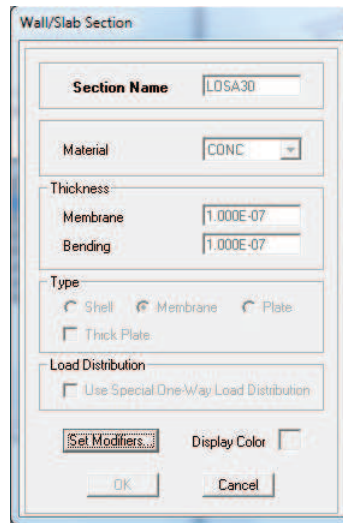 Wall/Slab Section
Section Name LOSA30
Material CONC
Thickness
Membrane 1.000E-07
Bending 1.000E-07
Type
Shell Membrane Plate
Thick Plate
Load Distribution
Use Special One-Way Load Distribution
Set Modifiers... Display Color
OK Cancel